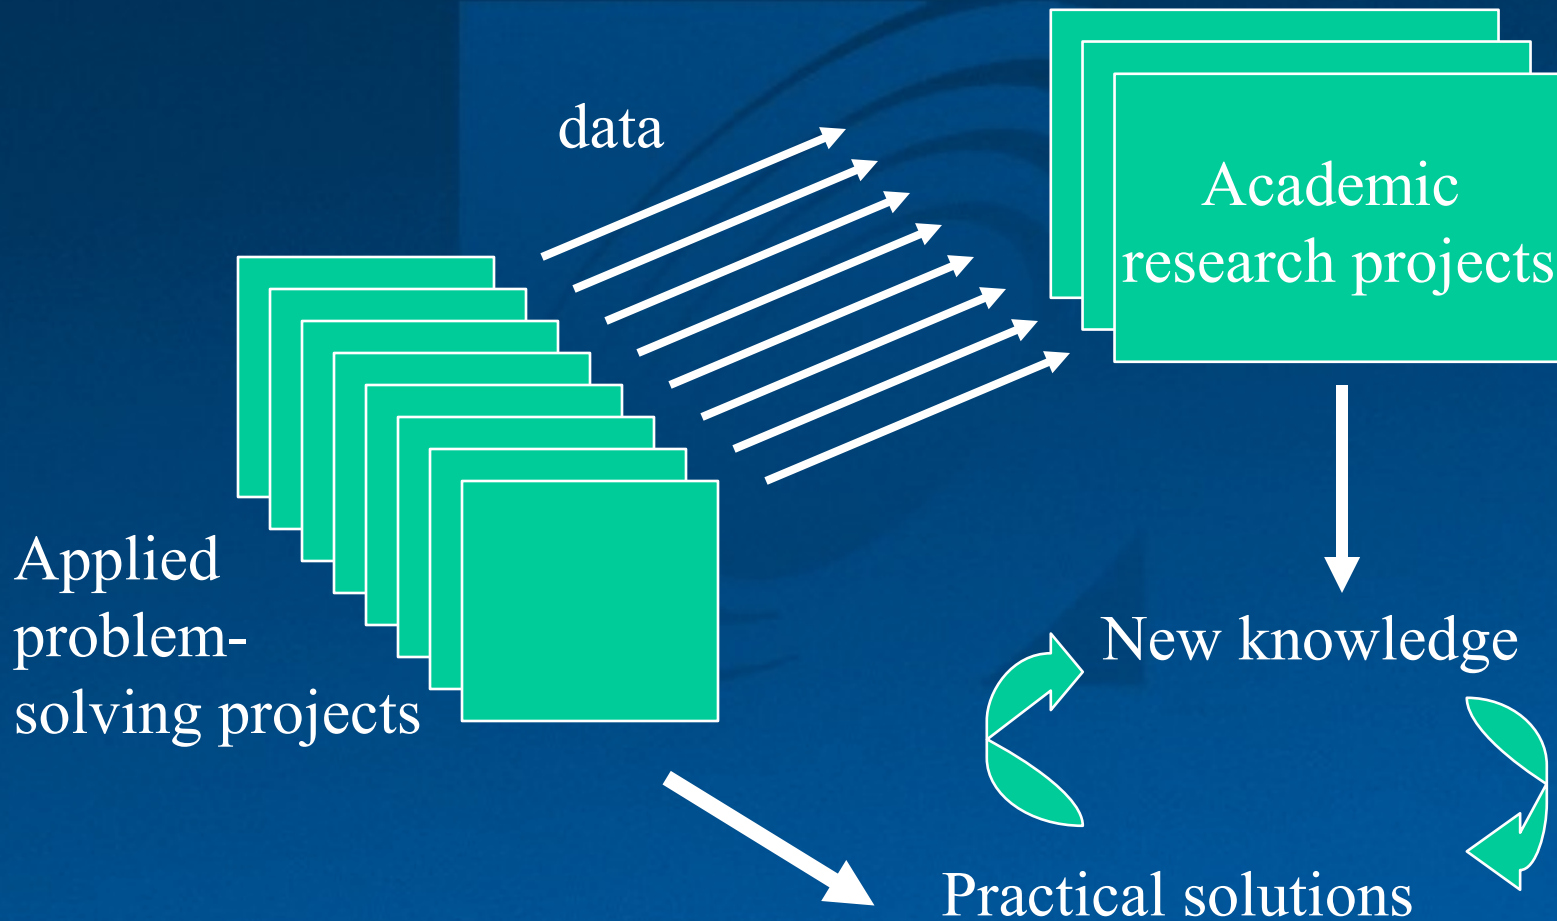 data
Academic
research projects
Applied
problem-
solving projects
New knowledge
Practical solutions